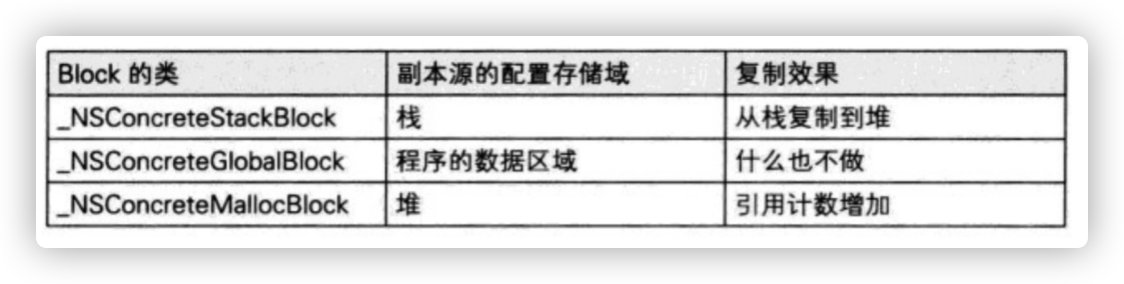 Block 的类 副本源的配置存储域 复制效果
_NSConcreteStackBlock 栈 从栈复制到堆
_NSConcreteGlobalBlock 程序的数据区域 什么也不做
_NSConcreteMallocBlock 堆 引用计数增加